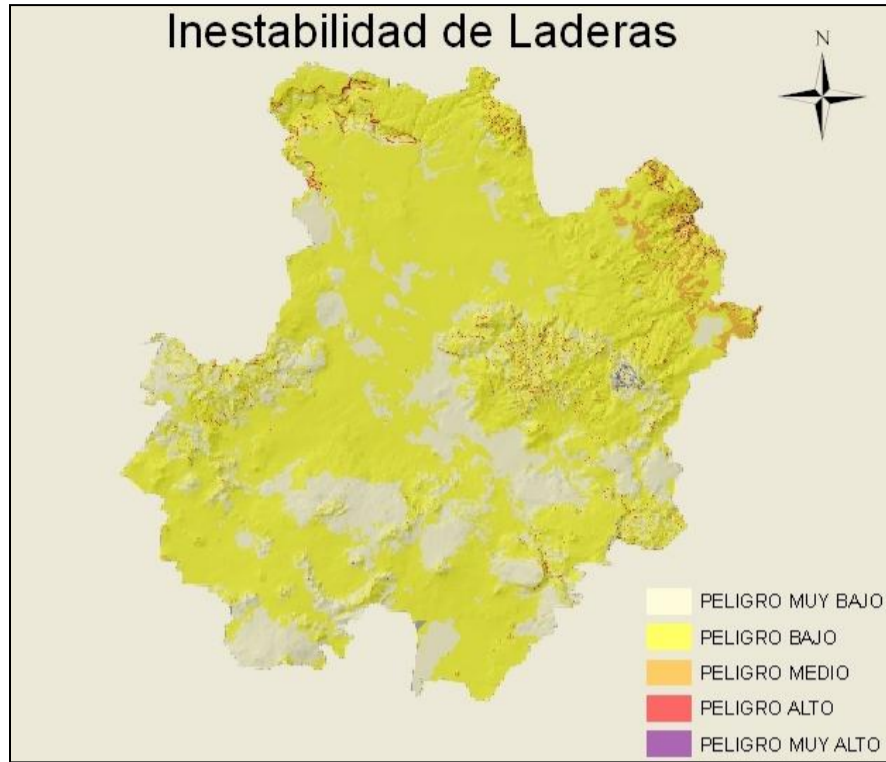 Inestabilidad de Laderas
N
PELIGRO MUY BAJO
PELIGRO BAJO
PELIGRO MEDIO
PELIGRO ALTO
PELIGRO MUY ALTO